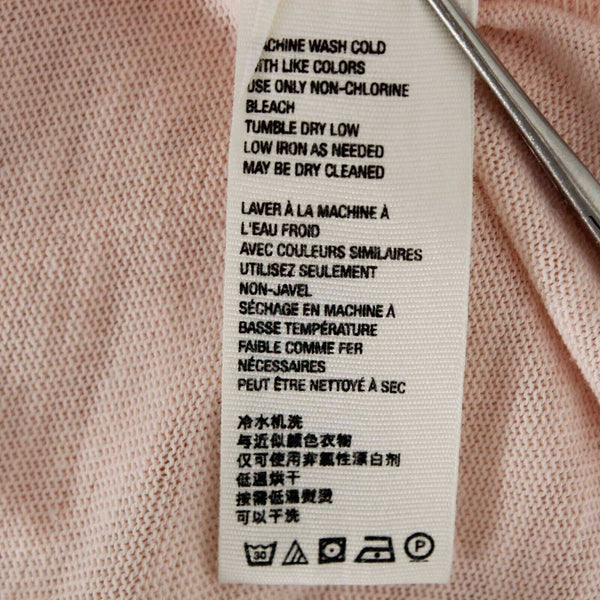 MACHINE WASH COLD
WITH LIKE COLORS
USE ONLY NON-CHLORINE
BLEACH
TUMBLE DRY LOW
LOW IRON AS NEEDED
MAY BE DRY CLEANED
LAVER À LA MACHINE À
L'EAU FROID
AVEC COULEURS SIMILAIRES
UTILISEZ SEULEMENT
NON-JAVEL
SÉCHAGE EN MACHINE À
BASSE TEMPÉRATURE
FAIBLE COMME FER
NÉCESSAIRES
PEUT ÊTRE NETTOYÉ À SEC
冷水机洗
与近似颜色衣物
仅可使用非氯性漂白剂
低温烘干
按需低温熨烫
可以干洗
30 P